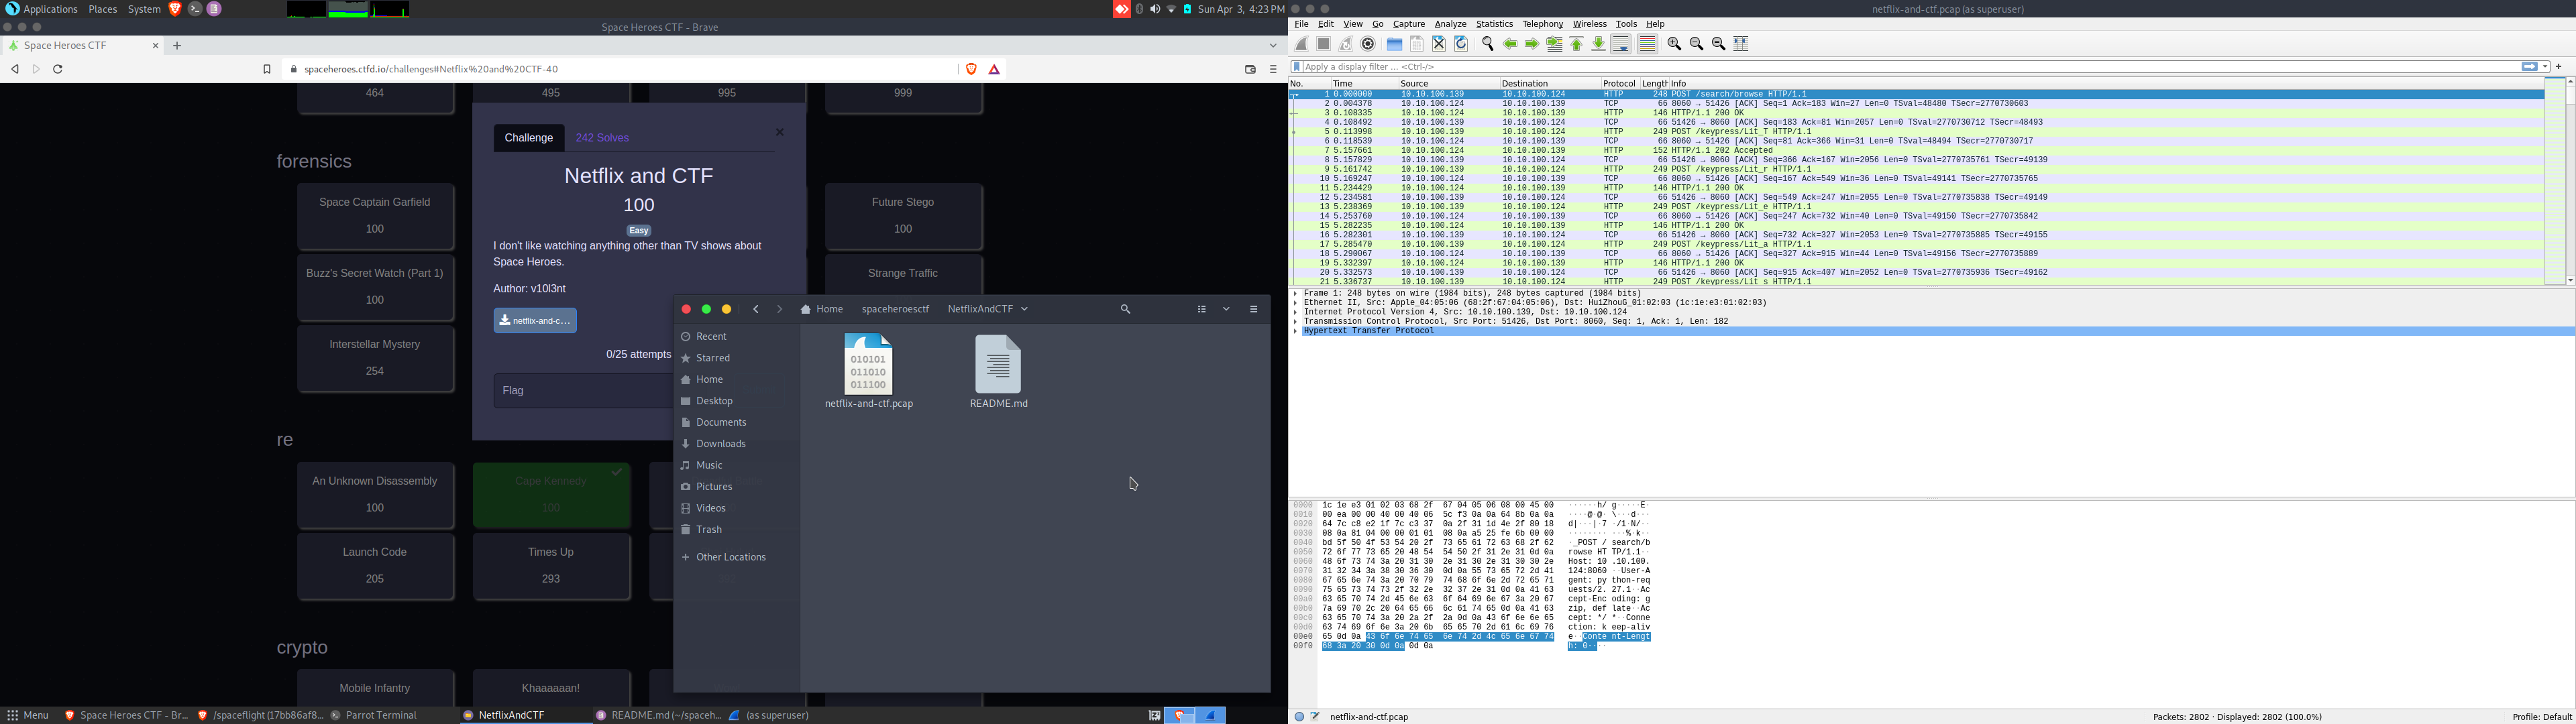 Applications Places System
Sun Apr 3, 4:23 PM
Space Heroes CTF - Brave
Space Heroes CTF
spaceheroes.ctfd.io/challenges#Netflix%20and%20CTF-40
464
495
995
999
forensics
Space Captain Garfield
100
Buzz's Secret Watch (Part 1)
100
Interstellar Mystery
254
Future Stego
100
Strange Traffic
Challenge
242 Solves
Netflix and CTF
100
Easy
I don't like watching anything other than TV shows about
Space Heroes.
Author: v10l3nt
netflix-and-c...
0/25 attempts
Flag
re
An Unknown Disassembly
100
Cape Kennedy
100
Launch Code
205
Times Up
293
crypto
Mobile Infantry
Khaaaaaan!
Home spaceheroesctf NetflixAndCTF
Recent
Starred
Home
Desktop
Documents
Downloads
Music
Pictures
Videos
Trash
Other Locations
010101
011010
011100
netflix-and-ctf.pcap
README.md
Menu Space Heroes CTF - Br... /spaceflight (17bb86af8... Parrot Terminal NetflixAndCTF README.md (~/spaceh... (as superuser)
netflix-and-ctf.pcap (as superuser)
File Edit View Go Capture Analyze Statistics Telephony Wireless Tools Help
Apply a display filter ... <Ctrl-/>
No. Time Source Destination Protocol Length Info
1 0.000000 10.10.100.139 10.10.100.124 HTTP 248 POST /search/browse HTTP/1.1
2 0.004378 10.10.100.124 10.10.100.139 TCP 66 8060 → 51426 [ACK] Seq=1 Ack=183 Win=27 Len=0 TSval=48480 TSecr=2770730603
3 0.108335 10.10.100.124 10.10.100.139 HTTP 146 HTTP/1.1 200 OK
4 0.108492 10.10.100.139 10.10.100.124 TCP 66 51426 → 8060 [ACK] Seq=183 Ack=81 Win=2057 Len=0 TSval=2770730712 TSecr=48493
5 0.113998 10.10.100.139 10.10.100.124 HTTP 249 POST /keypress/Lit_T HTTP/1.1
6 0.118539 10.10.100.124 10.10.100.139 TCP 66 8060 → 51426 [ACK] Seq=81 Ack=366 Win=31 Len=0 TSval=48494 TSecr=2770730717
7 5.157661 10.10.100.124 10.10.100.139 HTTP 152 HTTP/1.1 202 Accepted
8 5.157829 10.10.100.139 10.10.100.124 TCP 66 51426 → 8060 [ACK] Seq=366 Ack=167 Win=2056 Len=0 TSval=2770735761 TSecr=49139
9 5.161742 10.10.100.139 10.10.100.124 HTTP 249 POST /keypress/Lit_r HTTP/1.1
10 5.169247 10.10.100.124 10.10.100.139 TCP 66 8060 → 51426 [ACK] Seq=167 Ack=549 Win=36 Len=0 TSval=49141 TSecr=2770735765
11 5.234429 10.10.100.124 10.10.100.139 HTTP 146 HTTP/1.1 200 OK
12 5.234581 10.10.100.139 10.10.100.124 TCP 66 51426 → 8060 [ACK] Seq=549 Ack=247 Win=2055 Len=0 TSval=2770735838 TSecr=49149
13 5.238369 10.10.100.139 10.10.100.124 HTTP 249 POST /keypress/Lit_e HTTP/1.1
14 5.253760 10.10.100.124 10.10.100.139 TCP 66 8060 → 51426 [ACK] Seq=247 Ack=732 Win=40 Len=0 TSval=49150 TSecr=2770735842
15 5.282235 10.10.100.124 10.10.100.139 HTTP 146 HTTP/1.1 200 OK
16 5.282301 10.10.100.139 10.10.100.124 TCP 66 51426 → 8060 [ACK] Seq=732 Ack=327 Win=2053 Len=0 TSval=2770735885 TSecr=49155
17 5.285470 10.10.100.139 10.10.100.124 HTTP 249 POST /keypress/Lit_a HTTP/1.1
18 5.290067 10.10.100.124 10.10.100.139 TCP 66 8060 → 51426 [ACK] Seq=327 Ack=915 Win=44 Len=0 TSval=49156 TSecr=2770735889
19 5.332397 10.10.100.124 10.10.100.139 HTTP 146 HTTP/1.1 200 OK
20 5.332573 10.10.100.139 10.10.100.124 TCP 66 51426 → 8060 [ACK] Seq=915 Ack=407 Win=2052 Len=0 TSval=2770735936 TSecr=49162
21 5.336737 10.10.100.139 10.10.100.124 HTTP 249 POST /keypress/Lit_s HTTP/1.1
Frame 1: 248 bytes on wire (1984 bits), 248 bytes captured (1984 bits)
Ethernet II, Src: Apple_04:05:06 (68:2f:67:04:05:06), Dst: HuiZhouG_01:02:03 (1c:1e:e3:01:02:03)
Internet Protocol Version 4, Src: 10.10.100.139, Dst: 10.10.100.124
Transmission Control Protocol, Src Port: 51426, Dst Port: 8060, Seq: 1, Ack: 1, Len: 182
Hypertext Transfer Protocol
0000 1c 1e e3 01 02 03 68 2f 67 04 05 06 08 00 45 00 ······h/ g·····E·
0010 00 ea 00 00 40 00 40 06 5c f3 0a 0a 64 8b 0a 0a ····@·@· \···d···
0020 64 7c c8 e2 1f 7c c3 37 0a 2f 31 1d 4e 2f 80 18 d|···|·7 ·/1·N/··
0030 08 0a 81 04 00 00 01 01 08 0a a5 25 fe 6b 00 00 ········ ···%·k··
0040 bd 5f 50 4f 53 54 20 2f 73 65 61 72 63 68 2f 62 ·_POST / search/b
0050 72 6f 77 73 65 20 48 54 54 50 2f 31 2e 31 0d 0a rowse HT TP/1.1··
0060 48 6f 73 74 3a 20 31 30 2e 31 30 2e 31 30 30 2e Host: 10 .10.100.
0070 31 32 34 3a 38 30 36 30 0d 0a 55 73 65 72 2d 41 124:8060 ··User-A
0080 67 65 6e 74 3a 20 70 79 74 68 6f 6e 2d 72 65 71 gent: py thon-req
0090 75 65 73 74 73 2f 32 2e 32 37 2e 31 0d 0a 41 63 uests/2. 27.1··Ac
00a0 63 65 70 74 2d 45 6e 63 6f 64 69 6e 67 3a 20 67 cept-Enc oding: g
00b0 7a 69 70 2c 20 64 65 66 6c 61 74 65 0d 0a 41 63 zip, def late··Ac
00c0 63 65 70 74 3a 20 2a 2f 2a 0d 0a 43 6f 6e 6e 65 cept: */ *··Conne
00d0 63 74 69 6f 6e 3a 20 6b 65 65 70 2d 61 6c 69 76 ction: k eep-aliv
00e0 65 0d 0a 43 6f 6e 74 65 6e 74 2d 4c 65 6e 67 74 e··Conte nt-Lengt
00f0 68 3a 20 30 0d 0a 0d 0a h: 0····
netflix-and-ctf.pcap
Packets: 2802 · Displayed: 2802 (100.0%)
Profile: Default